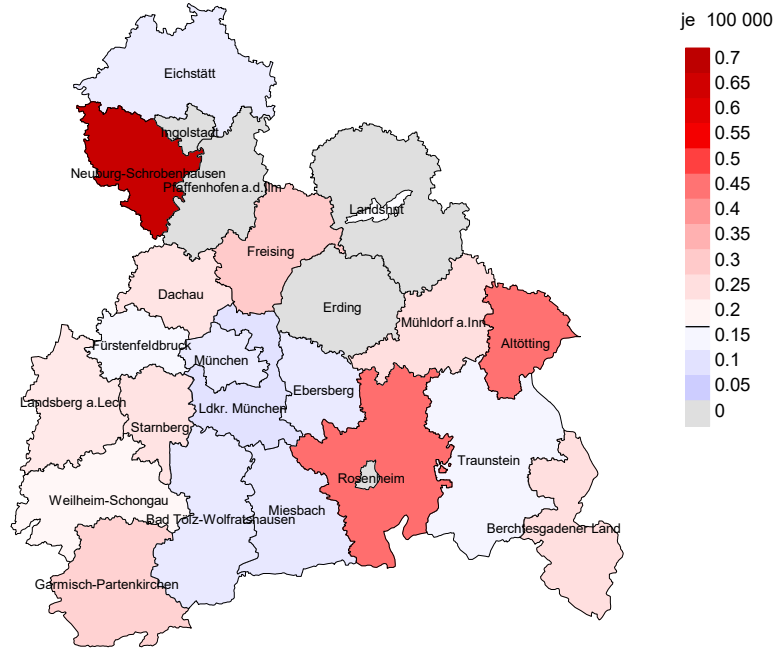 je 100 000
0.7
0.65
0.6
0.55
0.5
0.45
0.4
0.35
0.3
0.25
0.2
0.15
0.1
0.05
0
Eichstätt
Ingolstadt
Neuburg-Schrobenhausen
Pfaffenhofen a.d.Ilm
Landshut
Freising
Dachau
Erding
Mühldorf a.Inn
Altötting
Fürstenfeldbruck
München
Ebersberg
Landsberg a.Lech
Ldkr. München
Starnberg
Traunstein
Rosenheim
Weilheim-Schongau
Miesbach
Bad Tölz-Wolfratshausen
Berchtesgadener Land
Garmisch-Partenkirchen